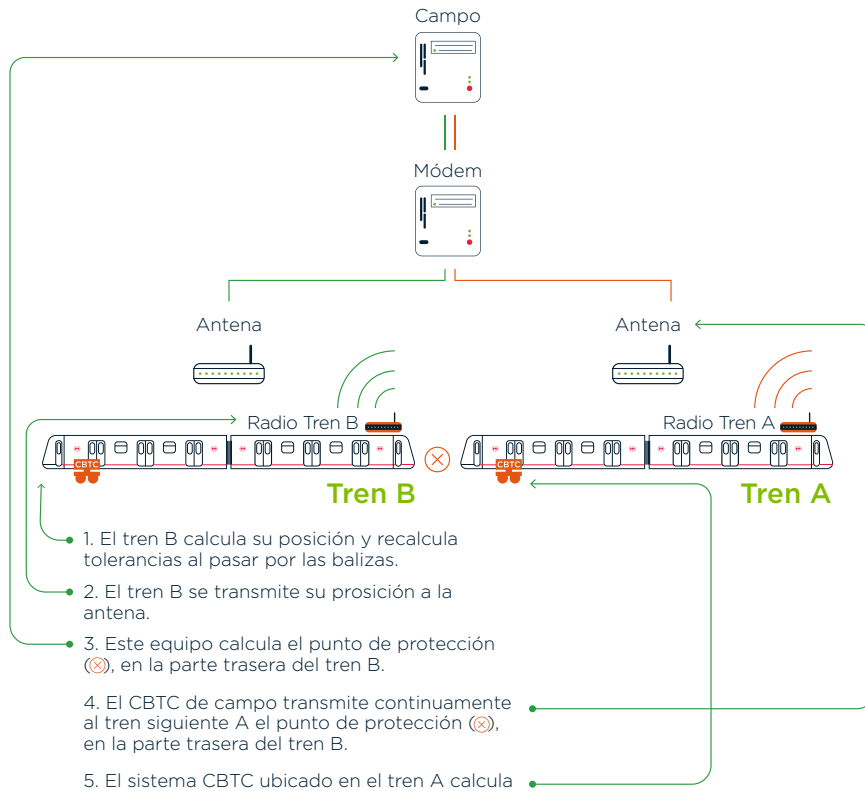 Campo
Módem
Antena
Antena
Radio Tren B
Radio Tren A
CBTC
CBTC
Tren B
Tren A
1. El tren B calcula su posición y recalcula
tolerancias al pasar por las balizas.
2. El tren B se transmite su prosición a la
antena.
3. Este equipo calcula el punto de protección
(⊗), en la parte trasera del tren B.
4. El CBTC de campo transmite continuamente
al tren siguiente A el punto de protección (⊗),
en la parte trasera del tren B.
5. El sistema CBTC ubicado en el tren A calcula